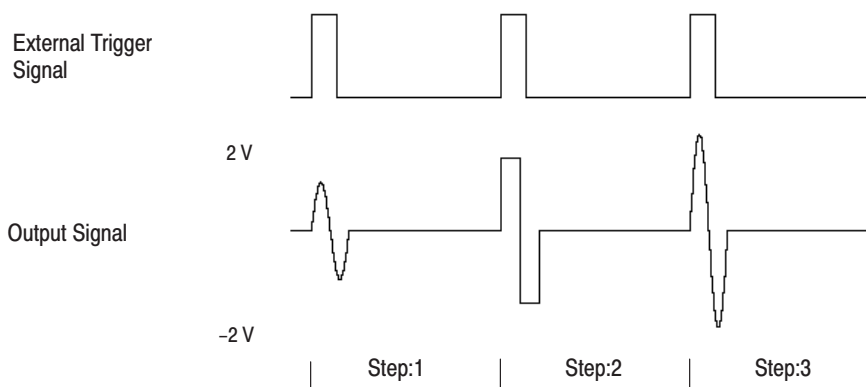 External Trigger
Signal
2 V
Output Signal
–2 V
Step:1
Step:2
Step:3